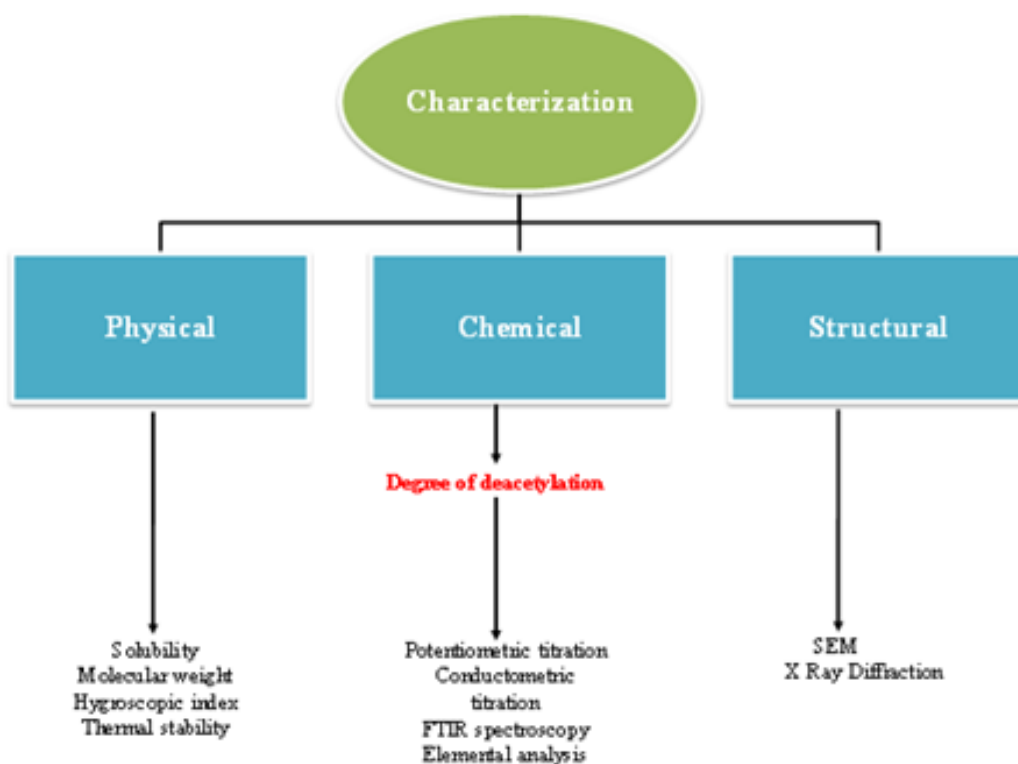 Characterization
Physical
Chemical
Structural
Degree of deacetylation
Solubility
Molecular weight
Hygroscopic index
Thermal stability
Potentiometric titration
Conductometric
titration
FTIR spectroscopy
Elemental analysis
SEM
X Ray Diffraction